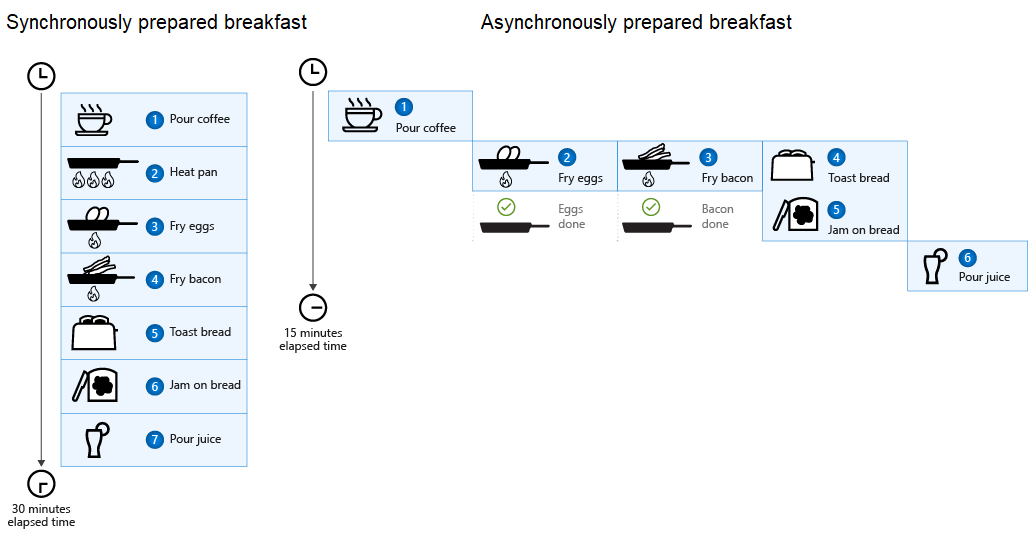 Synchronously prepared breakfast
1 Pour coffee
2 Heat pan
3 Fry eggs
4 Fry bacon
5 Toast bread
6 Jam on bread
7 Pour juice
30 minutes
elapsed time
Asynchronously prepared breakfast
1
Pour coffee
2
Fry eggs
3
Fry bacon
4
Toast bread
Eggs
done
Bacon
done
5
Jam on bread
6
Pour juice
15 minutes
elapsed time